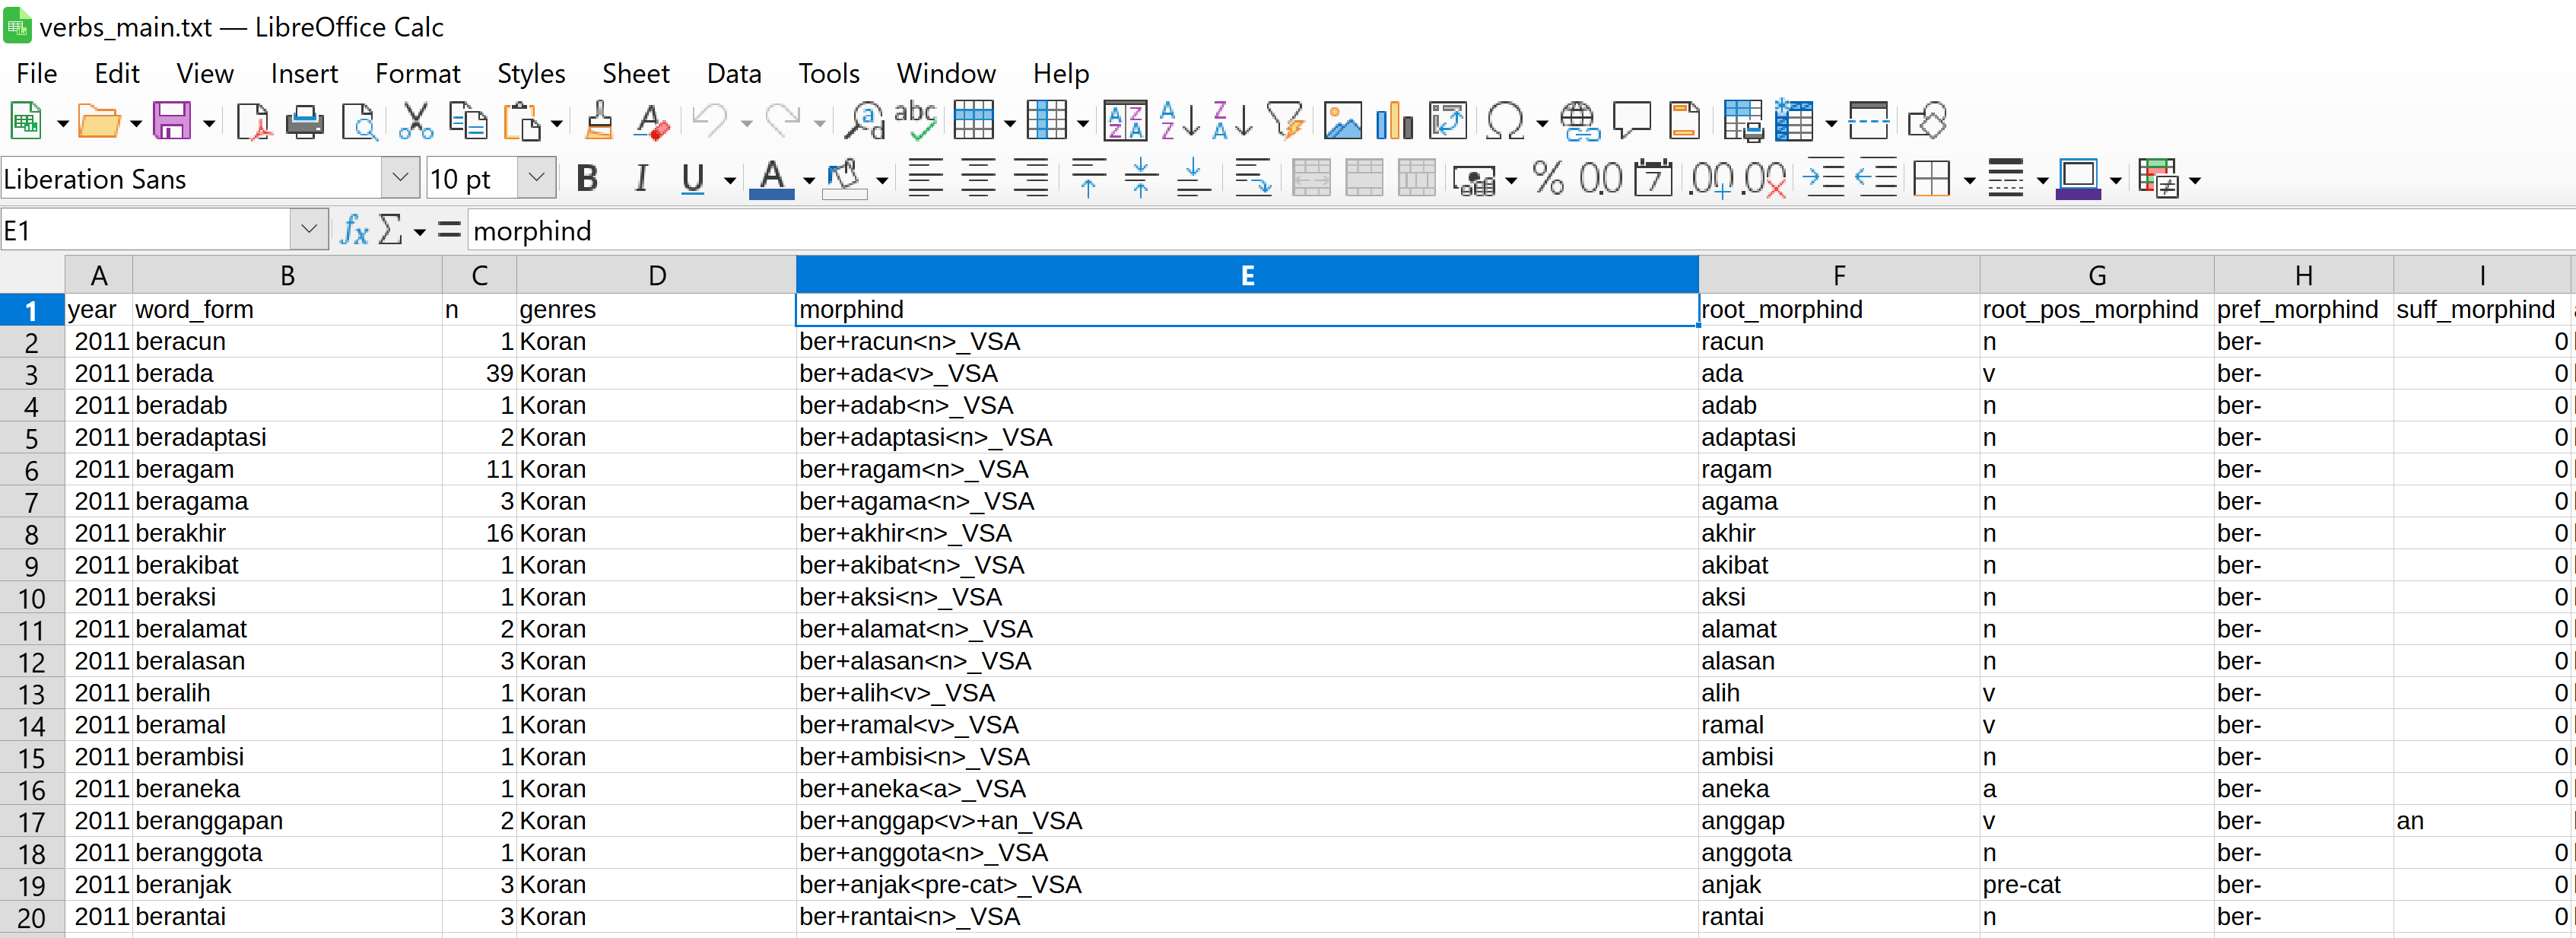 verbs_main.txt — LibreOffice Calc
File Edit View Insert Format Styles Sheet Data Tools Window Help
Liberation Sans 10 pt
E1 morphind
A B C D E F G H I
1 year word_form n genres morphind root_morphind root_pos_morphind pref_morphind suff_morphind
2 2011 beracun 1 Koran ber+racun<n>_VSA racun n ber- 0
3 2011 berada 39 Koran ber+ada<v>_VSA ada v ber- 0
4 2011 beradab 1 Koran ber+adab<n>_VSA adab n ber- 0
5 2011 beradaptasi 2 Koran ber+adaptasi<n>_VSA adaptasi n ber- 0
6 2011 beragam 11 Koran ber+ragam<n>_VSA ragam n ber- 0
7 2011 beragama 3 Koran ber+agama<n>_VSA agama n ber- 0
8 2011 berakhir 16 Koran ber+akhir<n>_VSA akhir n ber- 0
9 2011 berakibat 1 Koran ber+akibat<n>_VSA akibat n ber- 0
10 2011 beraksi 1 Koran ber+aksi<n>_VSA aksi n ber- 0
11 2011 beralamat 2 Koran ber+alamat<n>_VSA alamat n ber- 0
12 2011 beralasan 3 Koran ber+alasan<n>_VSA alasan n ber- 0
13 2011 beralih 1 Koran ber+alih<v>_VSA alih v ber- 0
14 2011 beramal 1 Koran ber+ramal<v>_VSA ramal v ber- 0
15 2011 berambisi 1 Koran ber+ambisi<n>_VSA ambisi n ber- 0
16 2011 beraneka 1 Koran ber+aneka<a>_VSA aneka a ber- 0
17 2011 beranggapan 2 Koran ber+anggap<v>+an_VSA anggap v ber- an
18 2011 beranggota 1 Koran ber+anggota<n>_VSA anggota n ber- 0
19 2011 beranjak 3 Koran ber+anjak<pre-cat>_VSA anjak pre-cat ber- 0
20 2011 berantai 3 Koran ber+rantai<n>_VSA rantai n ber- 0